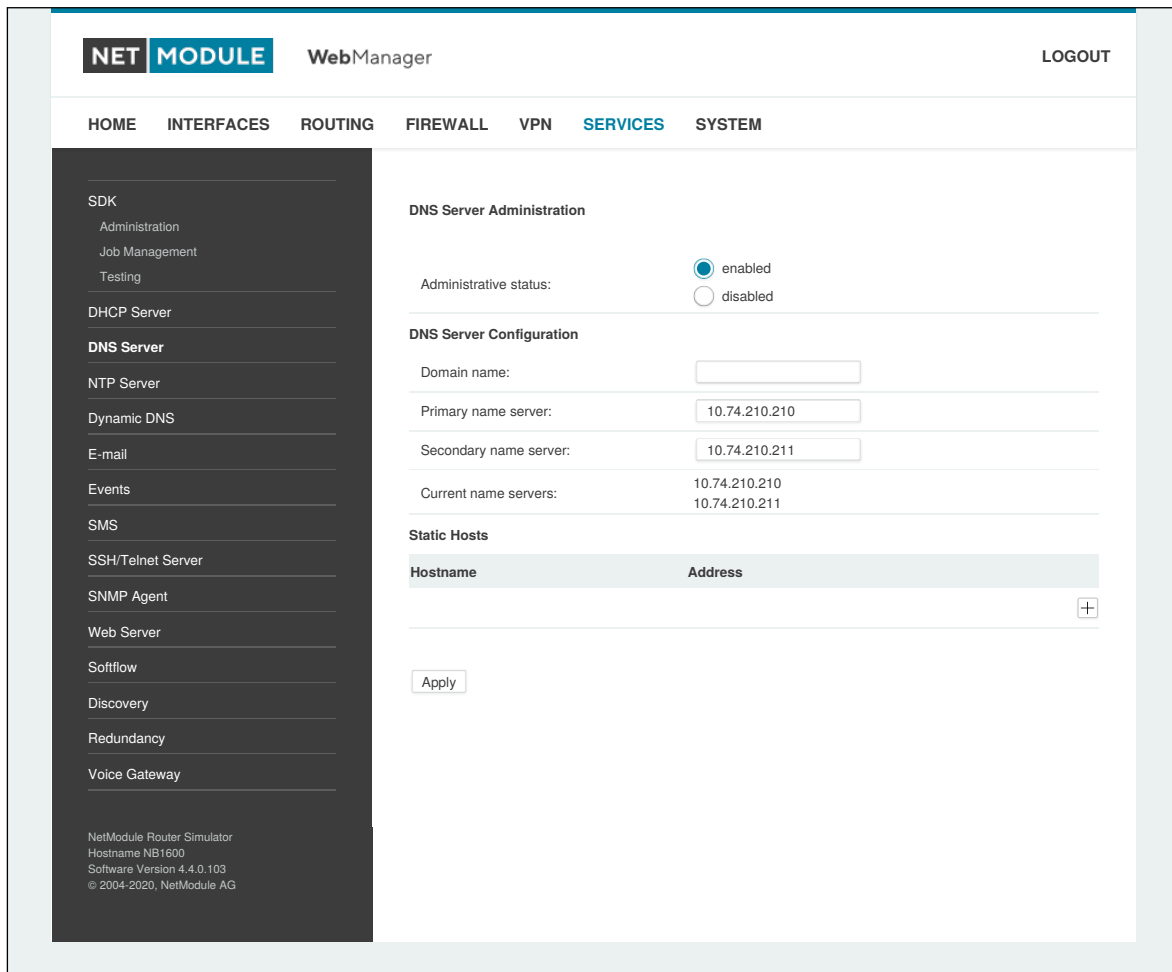 NET MODULE WebManager LOGOUT
HOME INTERFACES ROUTING FIREWALL VPN SERVICES SYSTEM
SDK
Administration
Job Management
Testing
DHCP Server
DNS Server
NTP Server
Dynamic DNS
E-mail
Events
SMS
SSH/Telnet Server
SNMP Agent
Web Server
Softflow
Discovery
Redundancy
Voice Gateway
NetModule Router Simulator
Hostname NB1600
Software Version 4.4.0.103
© 2004-2020, NetModule AG
DNS Server Administration
Administrative status:
enabled
disabled
DNS Server Configuration
Domain name:
Primary name server: 10.74.210.210
Secondary name server: 10.74.210.211
Current name servers:
10.74.210.210
10.74.210.211
Static Hosts
Hostname Address
Apply